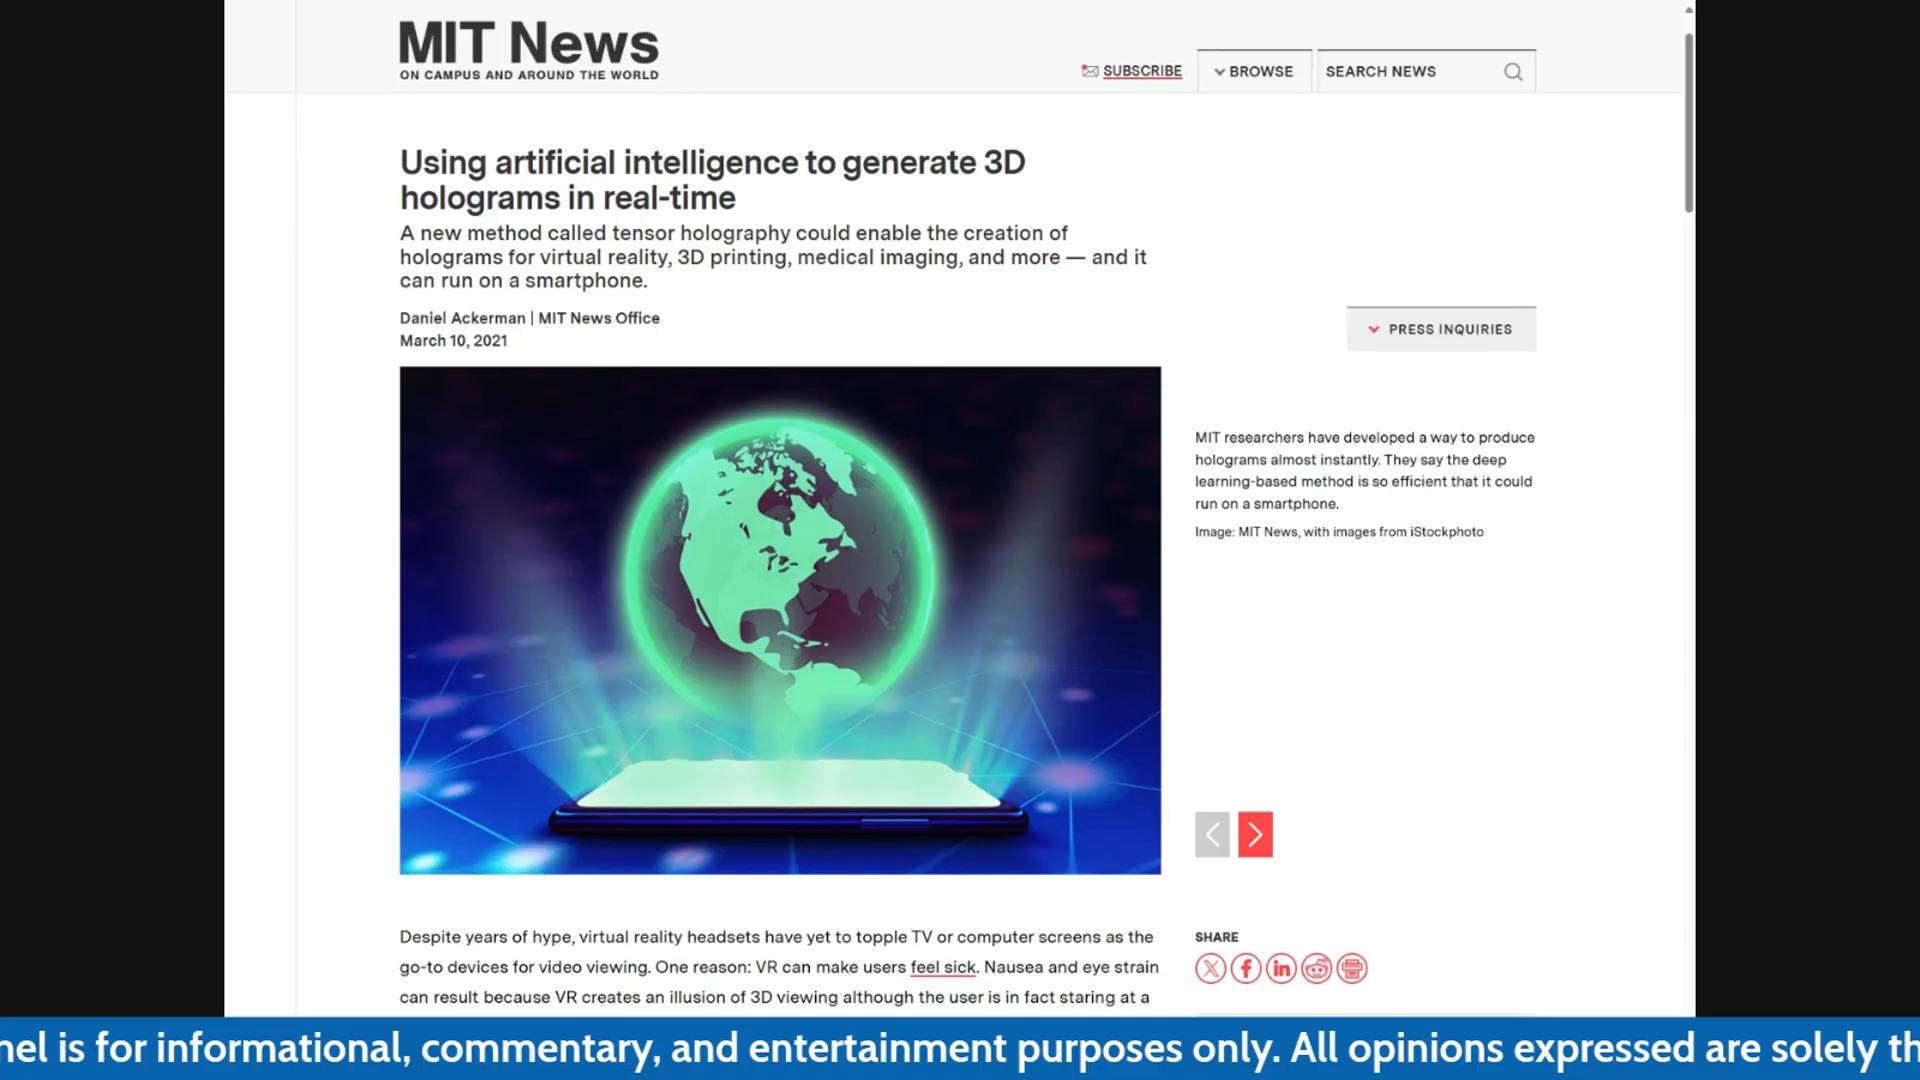 MIT News
ON CAMPUS AND AROUND THE WORLD
SUBSCRIBE
BROWSE
SEARCH NEWS
Using artificial intelligence to generate 3D
holograms in real-time
A new method called tensor holography could enable the creation of
holograms for virtual reality, 3D printing, medical imaging, and more — and it
can run on a smartphone.
Daniel Ackerman | MIT News Office
March 10, 2021
PRESS INQUIRIES
MIT researchers have developed a way to produce
holograms almost instantly. They say the deep
learning-based method is so efficient that it could
run on a smartphone.
Image: MIT News, with images from iStockphoto
Despite years of hype, virtual reality headsets have yet to topple TV or computer screens as the
go-to devices for video viewing. One reason: VR can make users feel sick. Nausea and eye strain
can result because VR creates an illusion of 3D viewing although the user is in fact staring at a
SHARE
is for informational, commentary, and entertainment purposes only. All opinions expressed are solely